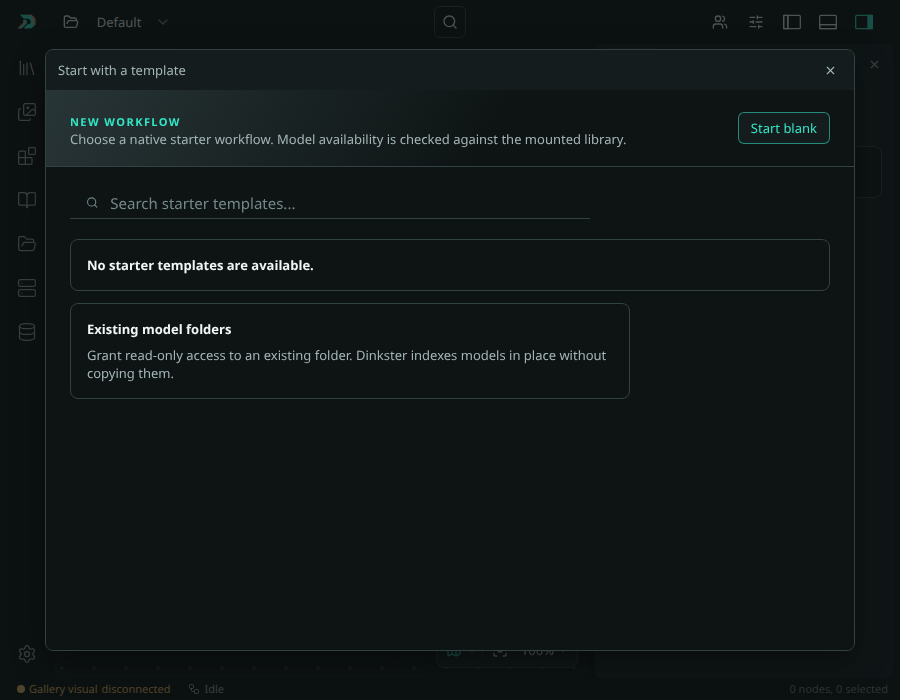 Default
Start with a template
NEW WORKFLOW
Choose a native starter workflow. Model availability is checked against the mounted library.
Start blank
Search starter templates...
No starter templates are available.
Existing model folders
Grant read-only access to an existing folder. Dinkster indexes models in place without
copying them.
100%
Gallery visual disconnected
Idle
0 nodes, 0 selected